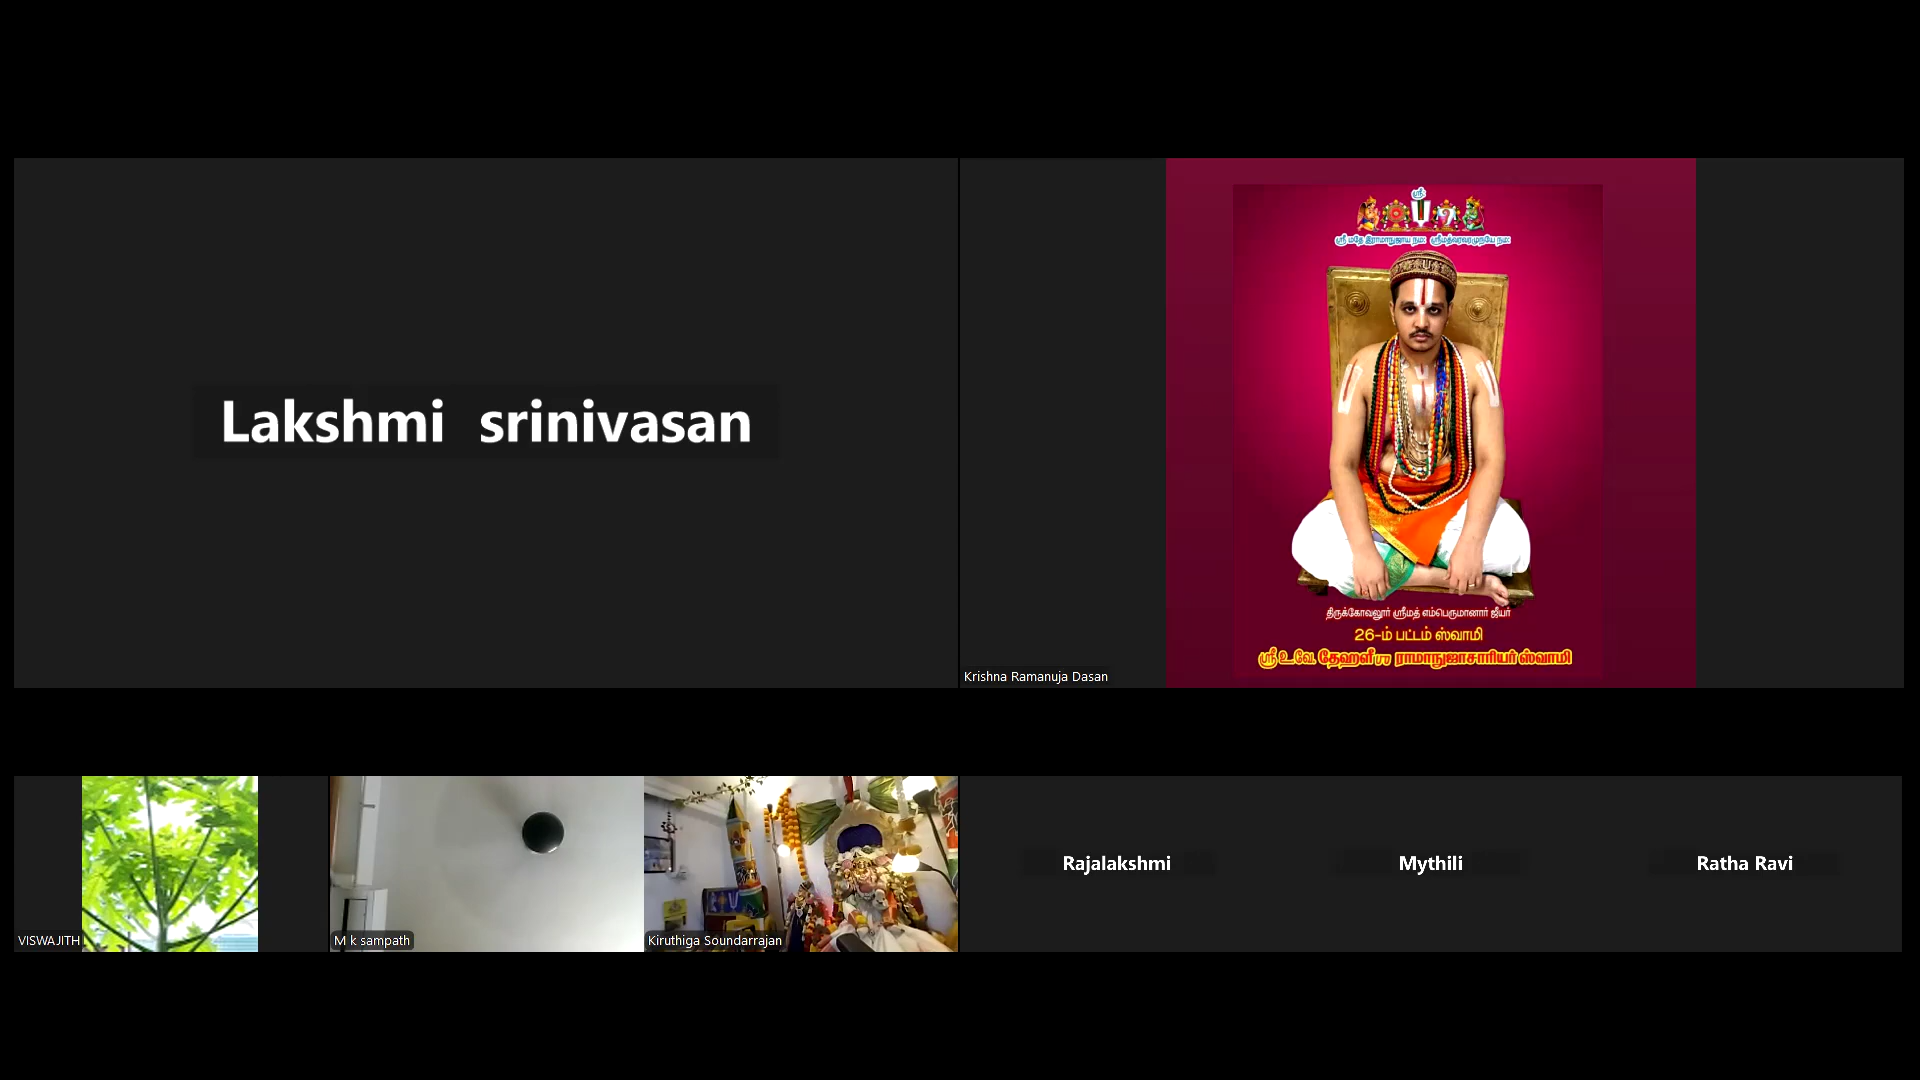 Lakshmi srinivasan
ஸ்ரீ:
ஸ்ரீ மதே இராமாநுஜாய நம: ஸ்ரீமத்வரவரமுநயே நம:
திருக்கோவலூர் ஸ்ரீமத் எம்பெருமானார் ஜீயர்
26-ம் பட்டம் ஸ்வாமி
ஸ்ரீ உ.வே. தேஹளீச ராமாநுஜாசாரியர் ஸ்வாமி
Krishna Ramanuja Dasan
VISWAJITH
M k sampath
Kiruthiga Soundarrajan
Rajalakshmi
Mythili
Ratha Ravi